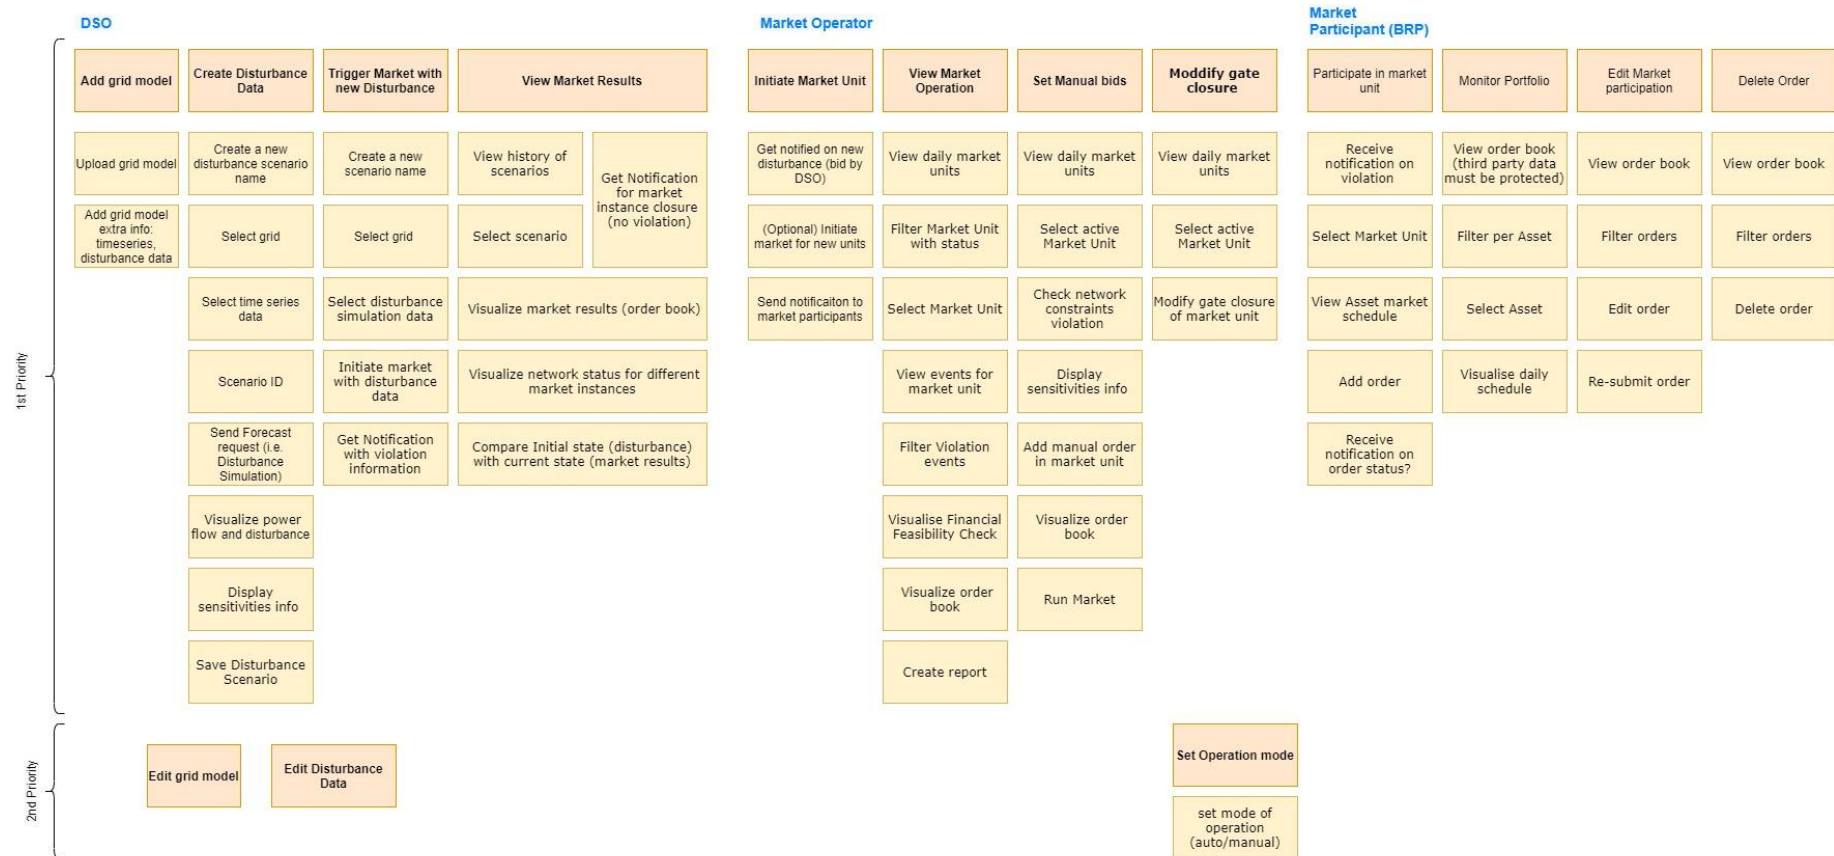 DSO
Market Operator
Market
Participant (BRP)
1st Priority
Add grid model
Create Disturbance
Data
Trigger Market with
new Disturbance
View Market Results
Initiate Market Unit
View Market
Operation
Set Manual bids
Moddify gate
closure
Participate in market
unit
Monitor Portfolio
Edit Market
participation
Delete Order
Upload grid model
Create a new
disturbance scenario
name
Create a new
scenario name
View history of
scenarios
Get Notification
for market
instance closure
(no violation)
Get notified on new
disturbance (bid by
DSO)
View daily market
units
View daily market
units
View daily market
units
Receive
notification on
violation
View order book
(third party data
must be protected)
View order book
View order book
Add grid model
extra info:
timeseries,
disturbance data
Select grid
Select grid
Select scenario
(Optional) Initiate
market for new units
Filter Market Unit
with status
Select active
Market Unit
Select active
Market Unit
Select Market Unit
Filter per Asset
Filter orders
Filter orders
Select time series
data
Select disturbance
simulation data
Visualize market results (order book)
Send notificaiton to
market participants
Select Market Unit
Check network
constraints
violation
Modify gate closure
of market unit
View Asset market
schedule
Select Asset
Edit order
Delete order
Scenario ID
Initiate market
with disturbance
data
Visualize network status for different
market instances
View events for
market unit
Display
sensitivities info
Add order
Visualise daily
schedule
Re-submit order
Send Forecast
request (i.e.
Disturbance
Simulation)
Get Notification
with violation
information
Compare Initial state (disturbance)
with current state (market results)
Filter Violation
events
Add manual order
in market unit
Receive
notification on
order status?
Visualize power
flow and disturbance
Visualise Financial
Feasibility Check
Visualize order
book
Display
sensitivities info
Visualize order
book
Run Market
Save Disturbance
Scenario
Create report
2nd Priority
Edit grid model
Edit Disturbance
Data
Set Operation mode
set mode of
operation
(auto/manual)